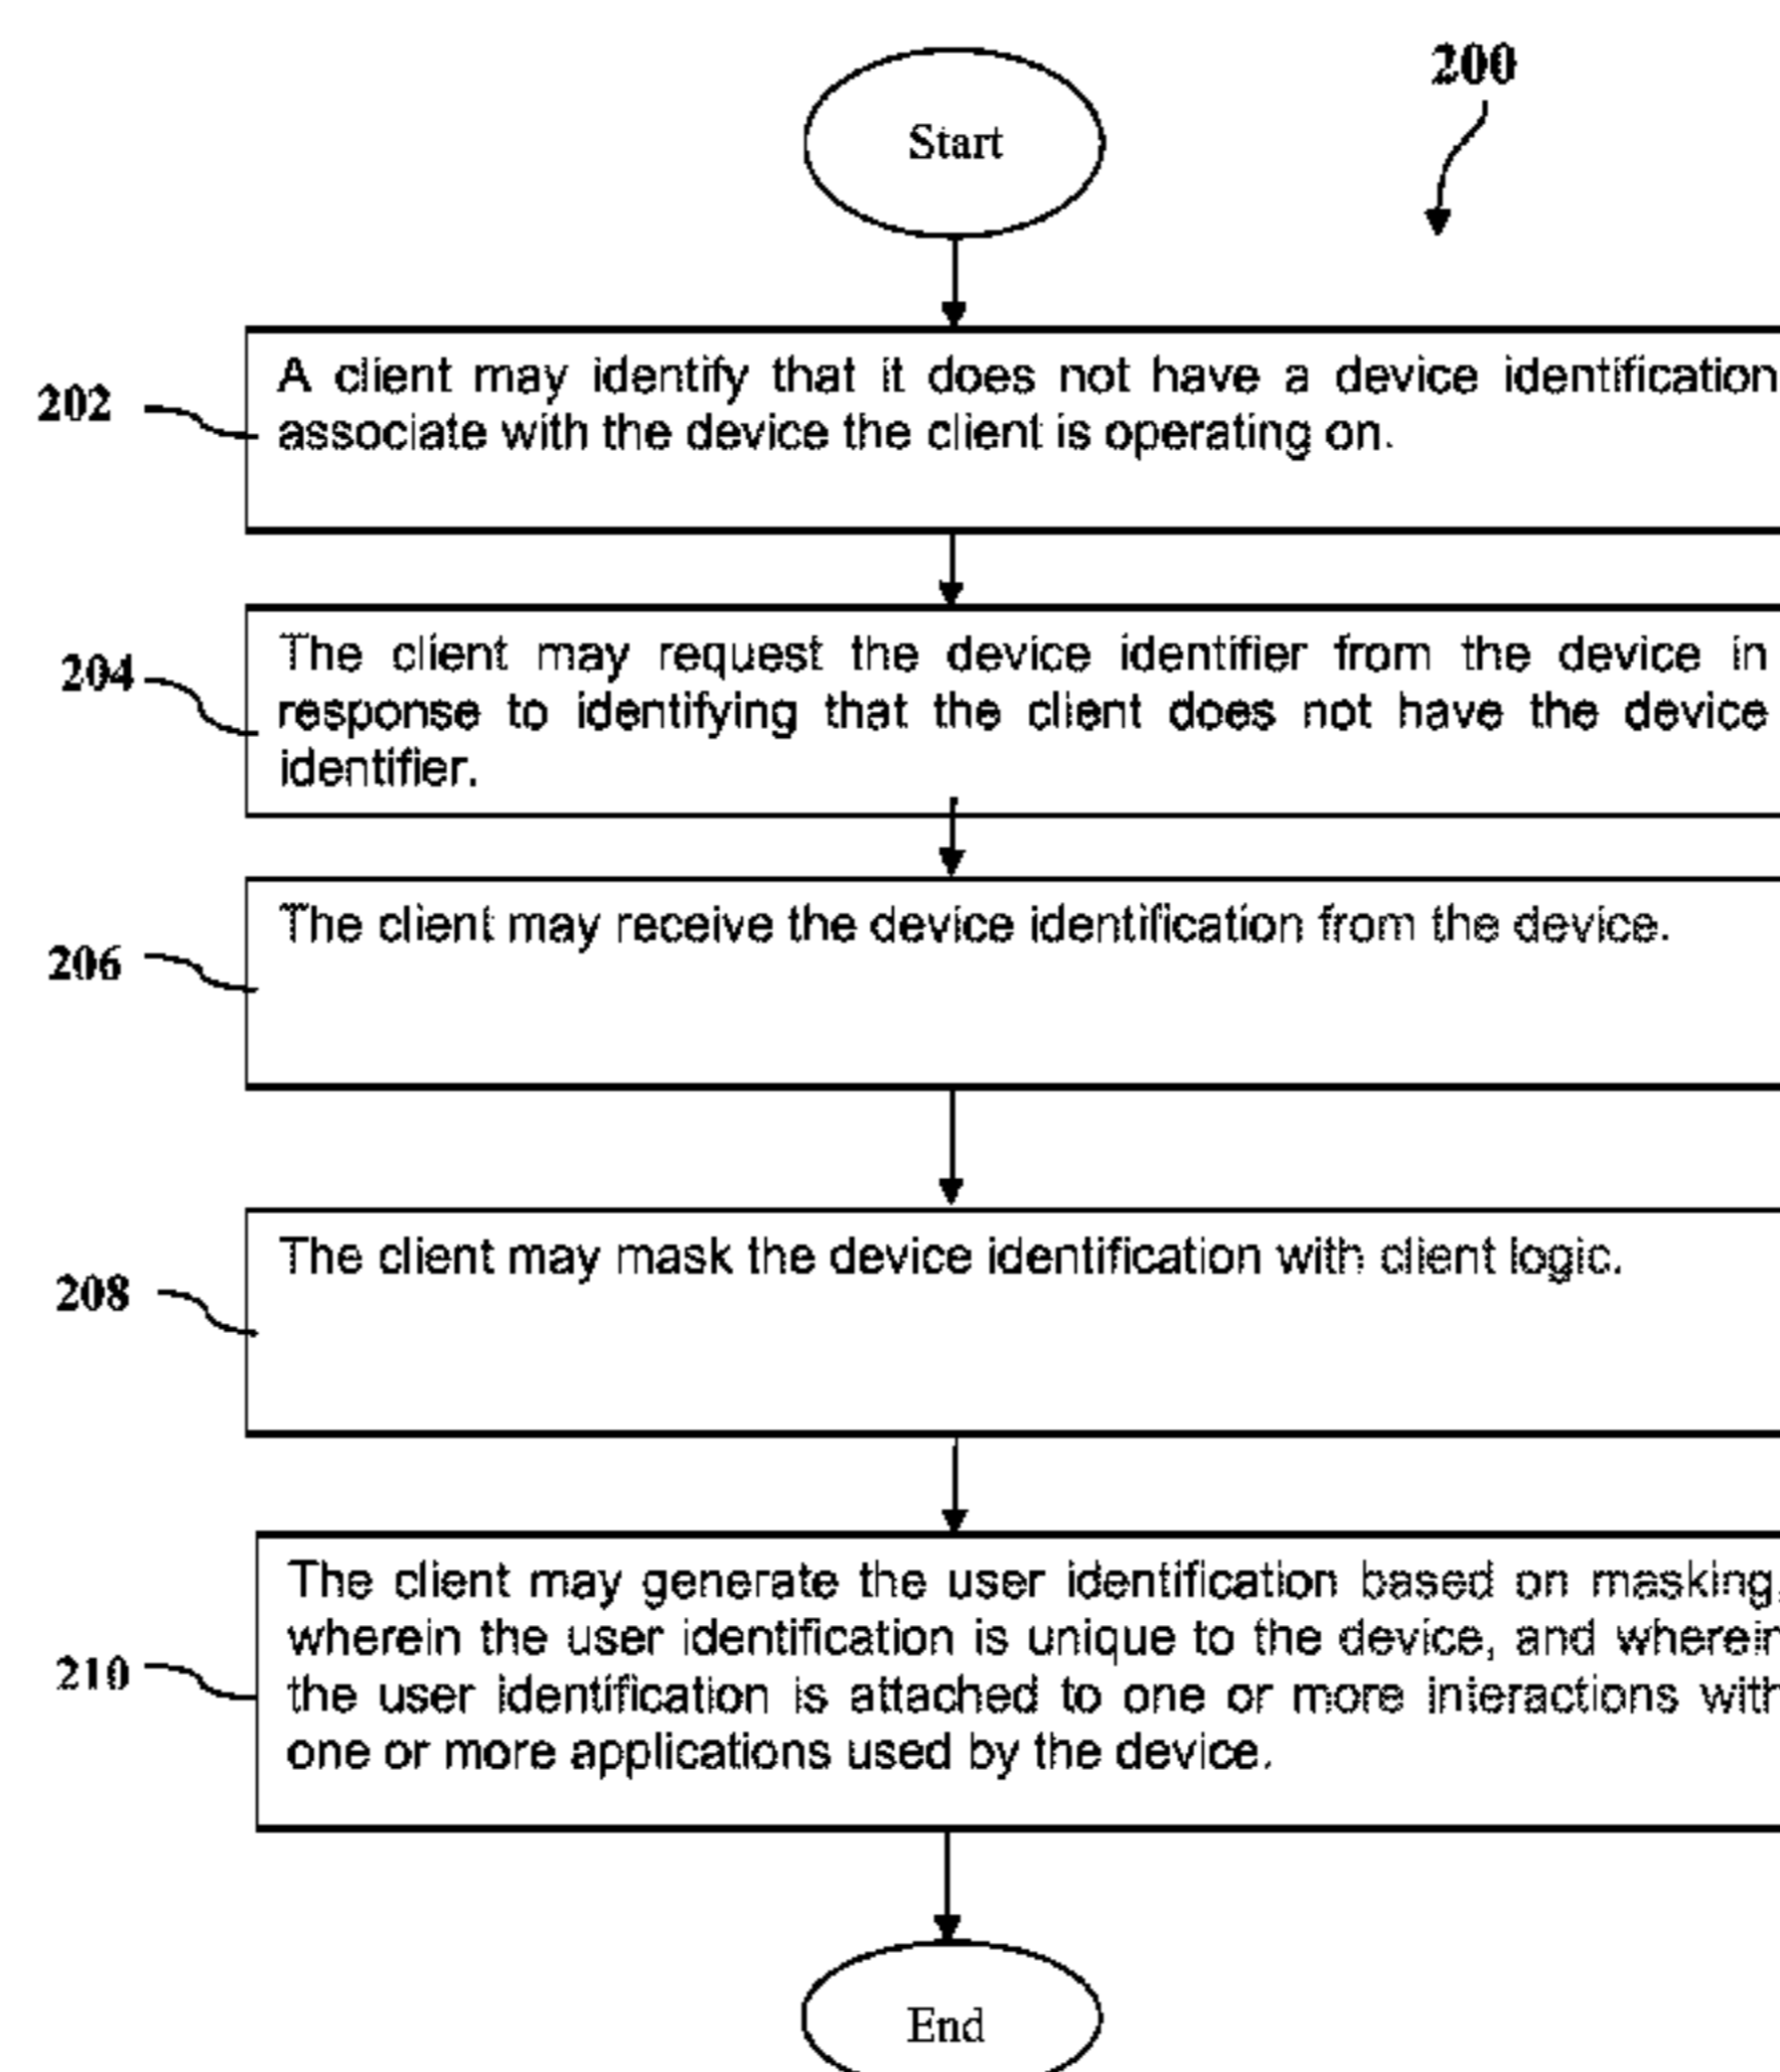 Start
200
202
A client may identify that it does not have a device identification
associate with the device the client is operating on.
204
The client may request the device identifier from the device in
response to identifying that the client does not have the device
identifier.
206
The client may receive the device identification from the device.
208
The client may mask the device identification with client logic.
210
The client may generate the user identification based on masking,
wherein the user identification is unique to the device, and wherein
the user identification is attached to one or more interactions with
one or more applications used by the device.
End